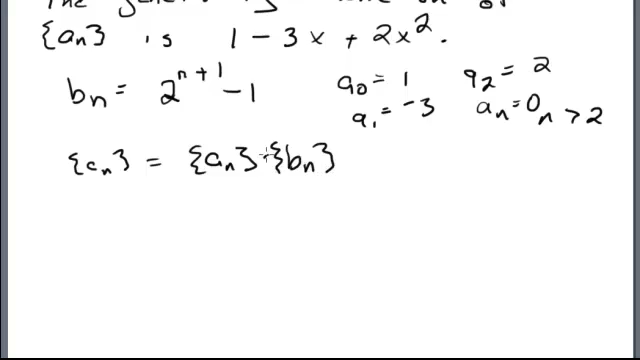 {aₙ} is 1 - 3x + 2x².
bₙ = 2ⁿ⁺¹ - 1 a₀ = 1 a₂ = 2
a₁ = -3 aₙ = 0 n > 2
{cₙ} = {aₙ} * {bₙ}